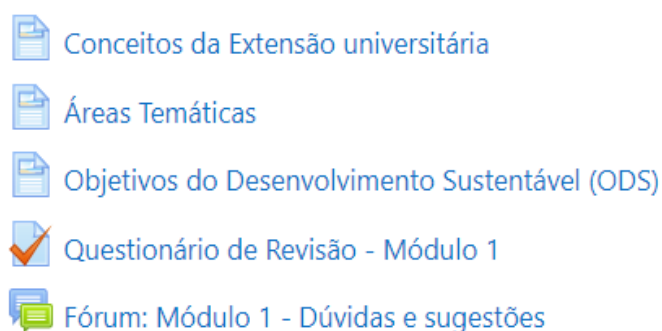 Conceitos da Extensão universitária
Áreas Temáticas
Objetivos do Desenvolvimento Sustentável (ODS)
Questionário de Revisão - Módulo 1
Fórum: Módulo 1 - Dúvidas e sugestões